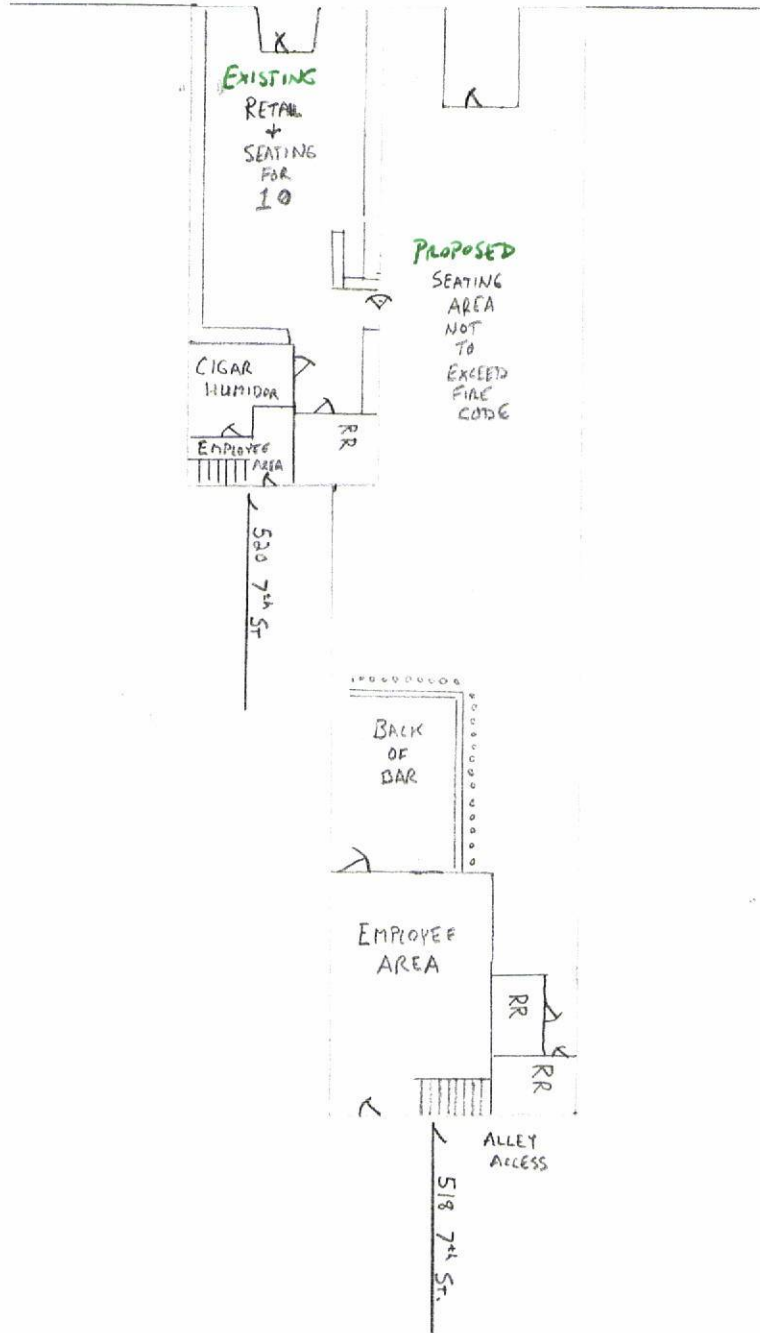 EXISTING
RETAIL
+
SEATING
FOR
10
PROPOSED
SEATING
AREA
NOT
TO
EXCEED
FIRE
CODE
CIGAR
HUMIDOR
EMPLOYEE
AREA
RR
520 7th St
BACK
OF
BAR
EMPLOYEE
AREA
RR
RR
ALLEY
ACCESS
518 7th St.